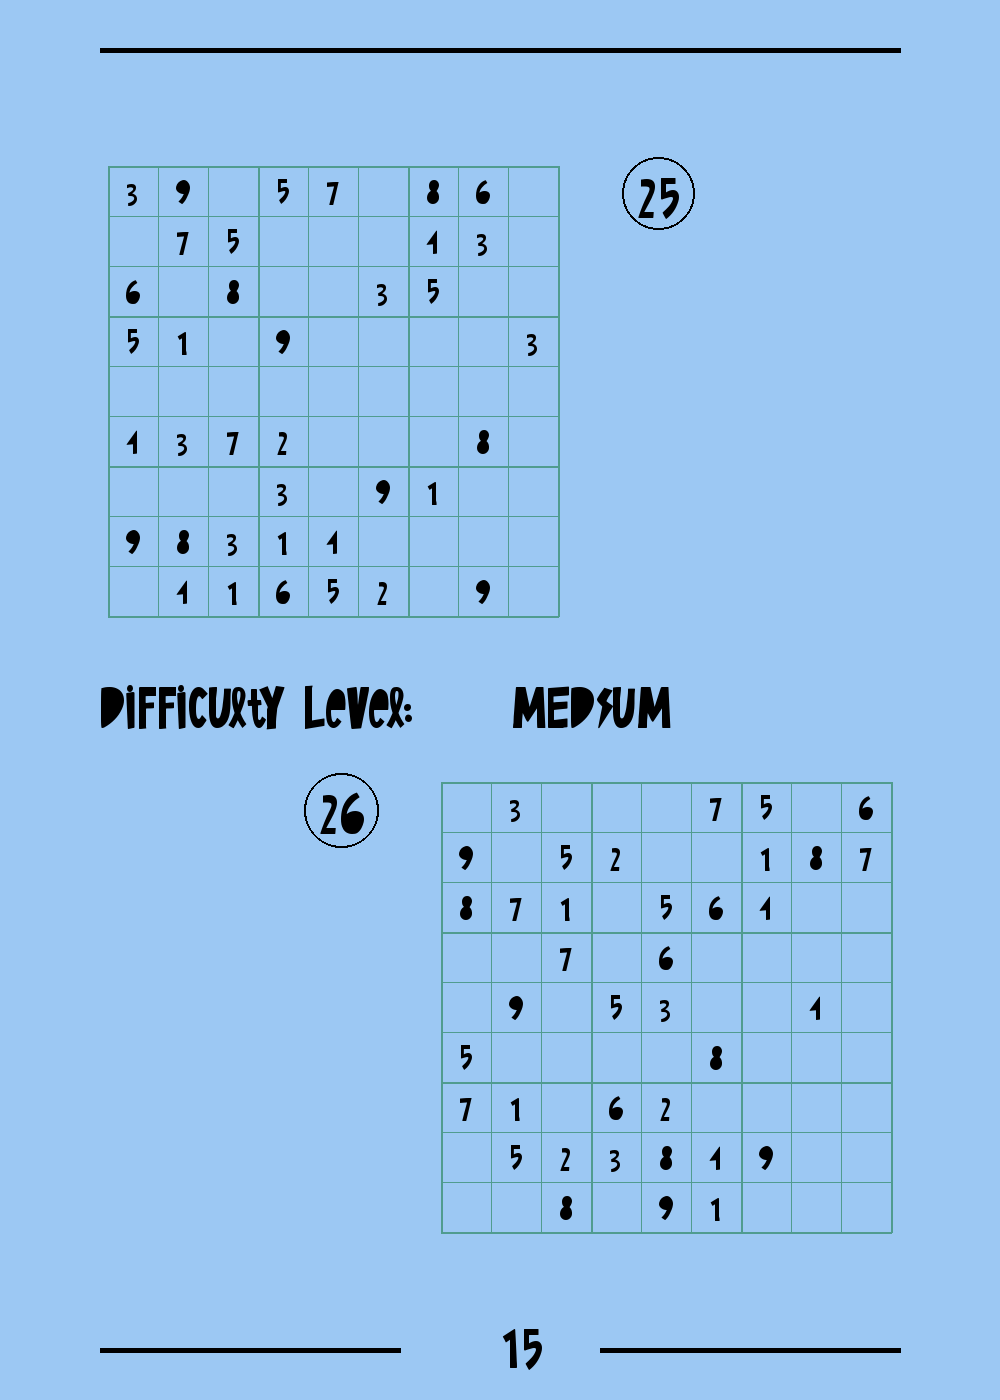 3 9 5 7 8 6
25
7 5 4 3
6 8 3 5
5 1 9 3
4 3 7 2 8
3 9 1
9 8 3 1 4
4 1 6 5 2 9
Difficulty Level: MEDIUM
26
3 7 5 6
9 5 2 1 8 7
8 7 1 5 6 4
7 6
9 5 3 4
5 8
7 1 6 2
5 2 3 8 4 9
8 9 1
15